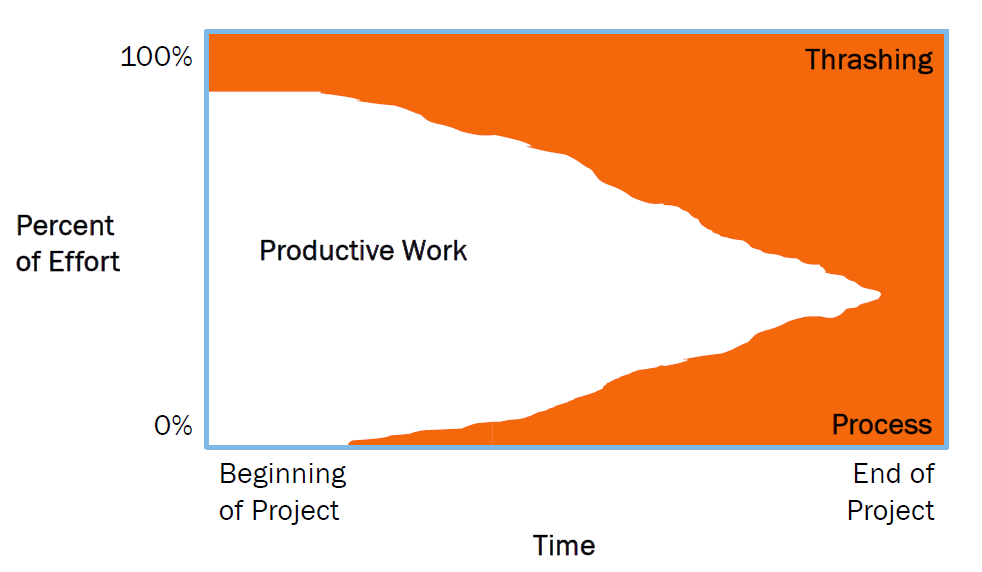 100%
Thrashing
Percent
of Effort
Productive Work
0%
Process
Beginning
of Project
End of
Project
Time